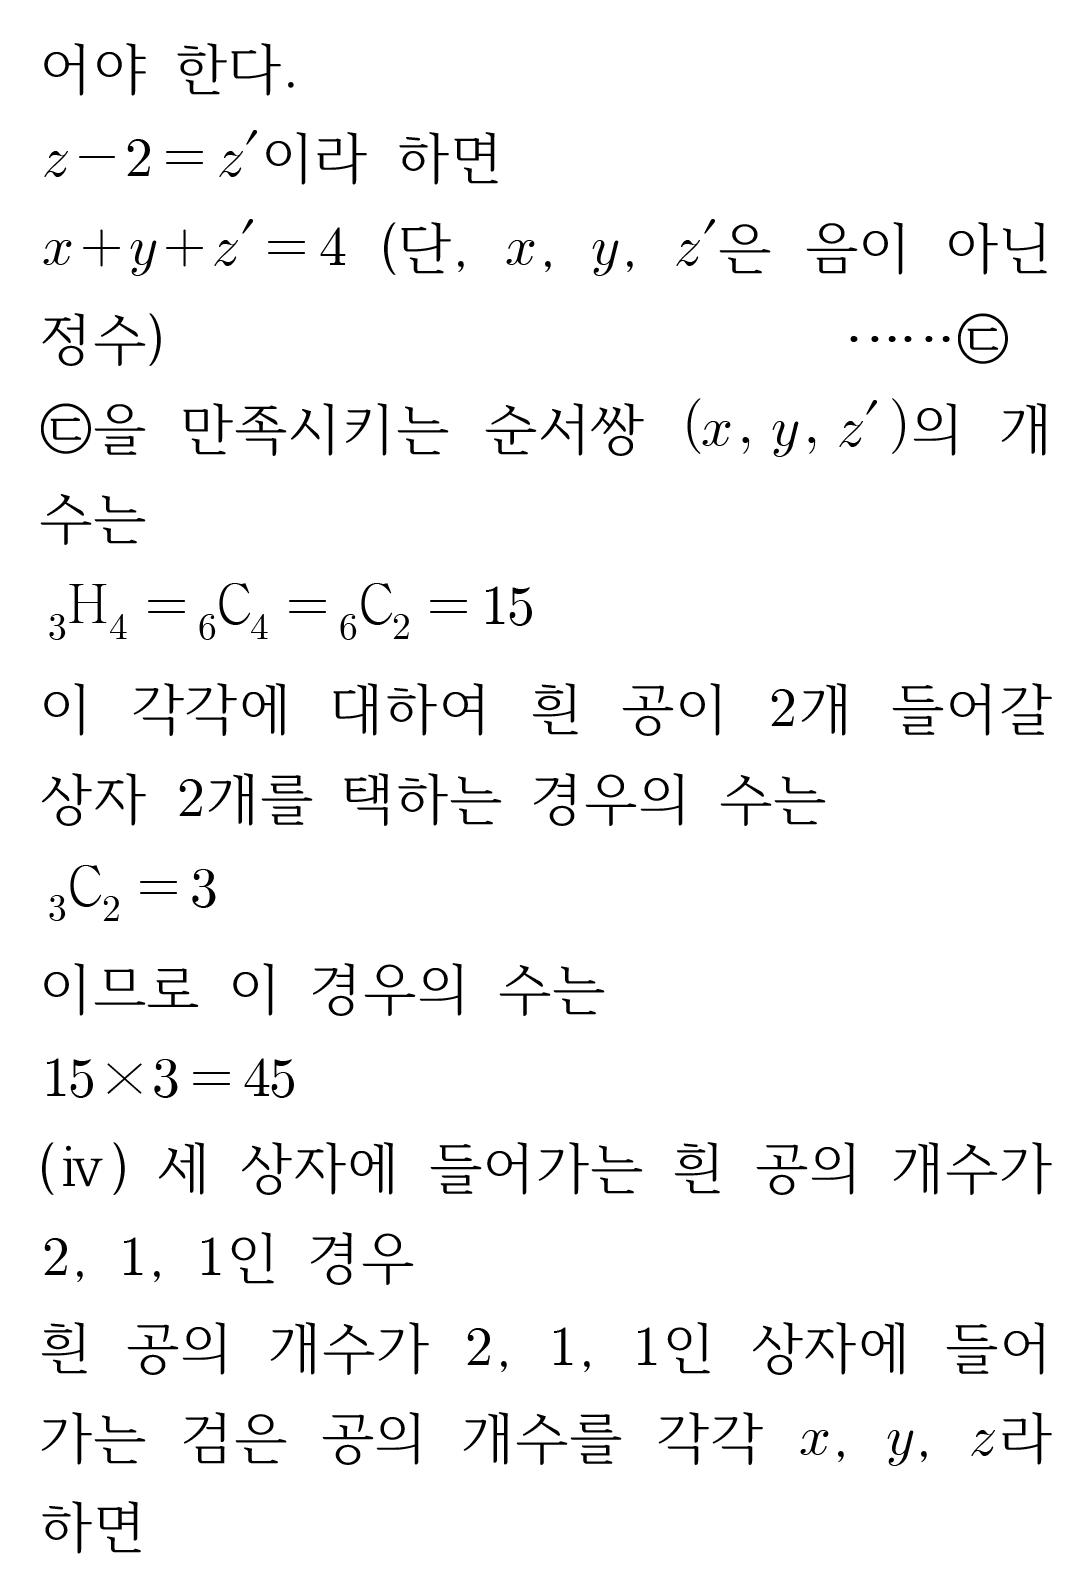 어야 한다.
z−2=z′이라 하면
x+y+z′=4 (단, x, y, z′은 음이 아닌
정수) ······㉢
㉢을 만족시키는 순서쌍 (x, y, z′)의 개
수는
₃H₄=₆C₄=₆C₂=15
이 각각에 대하여 흰 공이 2개 들어갈
상자 2개를 택하는 경우의 수는
₃C₂=3
이므로 이 경우의 수는
15×3=45
(ⅳ) 세 상자에 들어가는 흰 공의 개수가
2, 1, 1인 경우
흰 공의 개수가 2, 1, 1인 상자에 들어
가는 검은 공의 개수를 각각 x, y, z라
하면